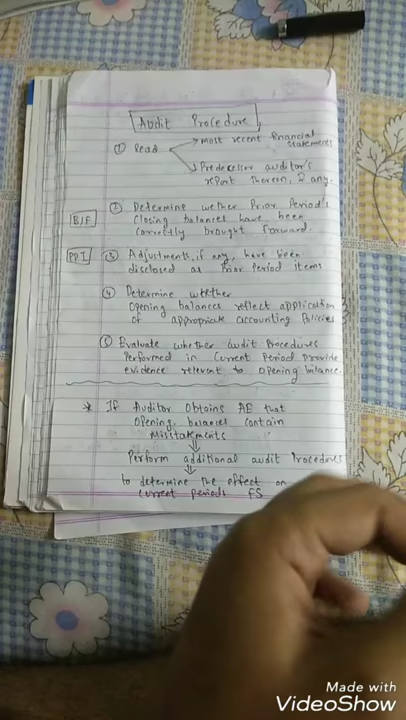 Audit Procedure
① Read → most recent financial statements
→ Predecessor auditor's
report thereon, if any.
② Determine wether Prior Period's
B/F closing balances have been
correctly brought forward.
PPI ③ Adjustments, if any, have been
disclosed as Prior Period items
④ Determine whether
Opening balances reflect application
of appropriate accounting Policies
⑤ Evaluate whether audit Procedures
Performed in Current Period provide
evidence relevent to Opening balance.
* If Auditor Obtains AE that
Opening balances contain
Misstatements
⇓
Perform additional audit Procedures
⇓
to determine the effect on
Current periods FS
Made with
VideoShow